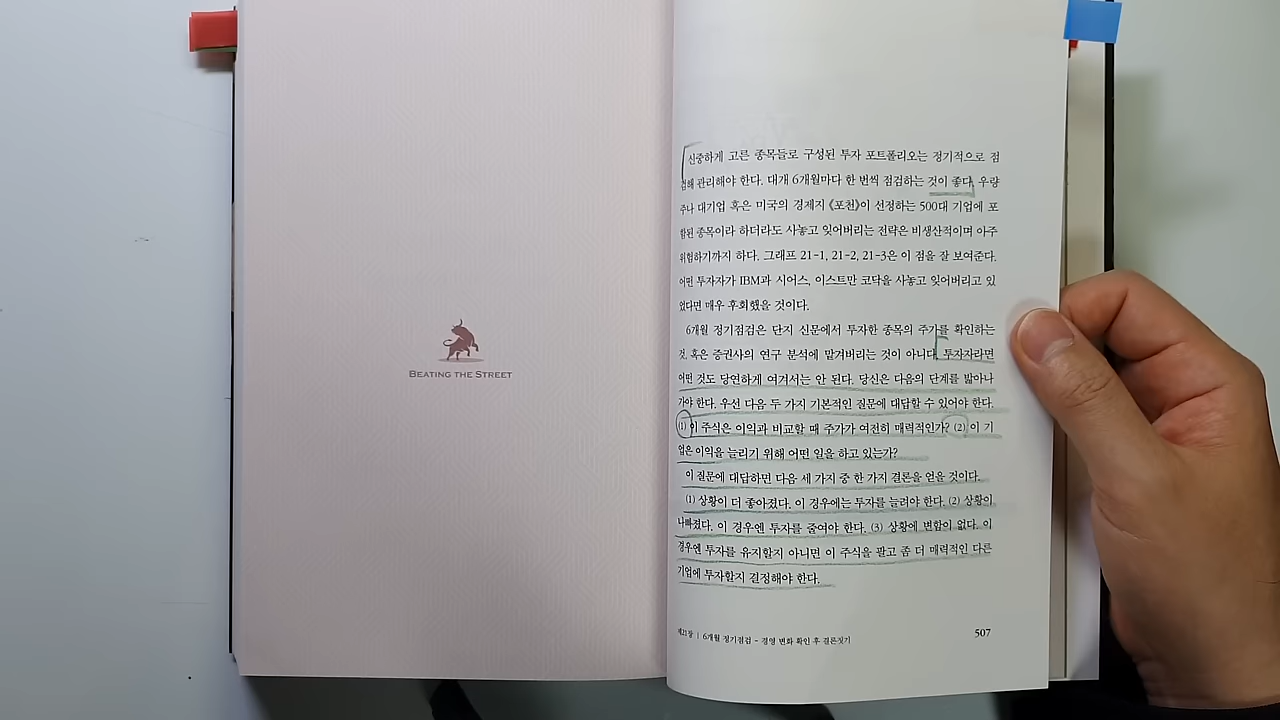 BEATING THE STREET
신중하게 고른 종목들로 구성된 투자 포트폴리오는 정기적으로 점
검해 관리해야 한다. 대개 6개월마다 한 번씩 점검하는 것이 좋다. 우량
주나 대기업 혹은 미국의 경제지 《포천》이 선정하는 500대 기업에 포
함된 종목이라 하더라도 사놓고 잊어버리는 전략은 비생산적이며 아주
위험하기까지 하다. 그래프 21-1, 21-2, 21-3은 이 점을 잘 보여준다.
어떤 투자자가 IBM과 시어스, 이스트만 코닥을 사놓고 잊어버리고 있
었다면 매우 후회했을 것이다.
6개월 정기점검은 단지 신문에서 투자한 종목의 주가를 확인하는
것, 혹은 증권사의 연구 분석에 맡겨버리는 것이 아니다. 투자자라면
어떤 것도 당연하게 여겨서는 안 된다. 당신은 다음의 단계를 밟아나
가야 한다. 우선 다음 두 가지 기본적인 질문에 대답할 수 있어야 한다.
(1) 이 주식은 이익과 비교할 때 주가가 여전히 매력적인가? (2) 이 기
업은 이익을 늘리기 위해 어떤 일을 하고 있는가?
이 질문에 대답하면 다음 세 가지 중 한 가지 결론을 얻을 것이다.
(1) 상황이 더 좋아졌다. 이 경우에는 투자를 늘려야 한다. (2) 상황이
나빠졌다. 이 경우엔 투자를 줄여야 한다. (3) 상황에 변함이 없다. 이
경우엔 투자를 유지할지 아니면 이 주식을 팔고 좀 더 매력적인 다른
기업에 투자할지 결정해야 한다.
제21장 | 6개월 정기점검 - 경영 변화 확인 후 결론짓기 507